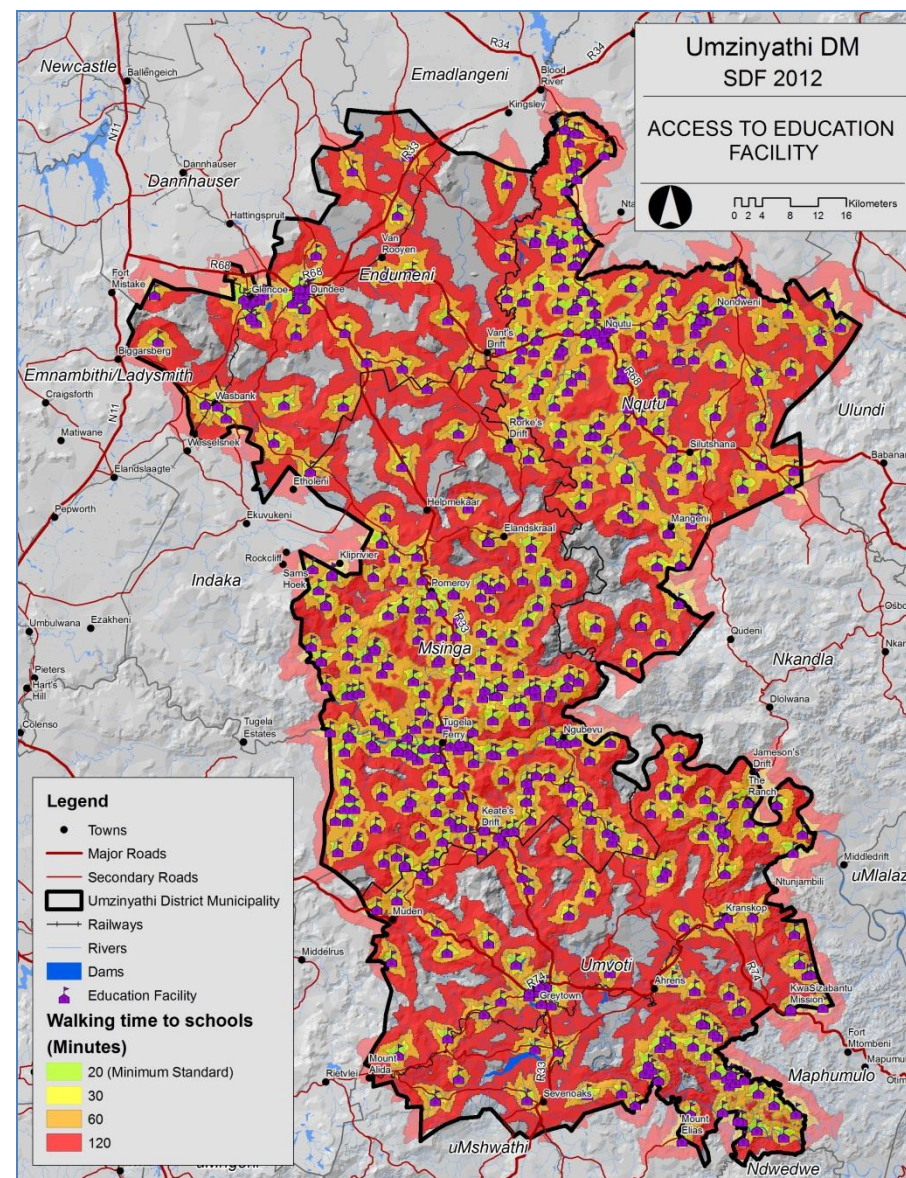 Umzinyathi DM
SDF 2012
ACCESS TO EDUCATION
FACILITY
Kilometers
0 2 4 8 12 16
R34
R34
Newcastle
Ballengeich
Emadlangeni
Blood
River
Kingsley
N11
R33
Dannhauser
Dannhauser
Hattingspruit
Van
Rooyen
Endumeni
R68
R68
Fort
Mistake
Glencoe
Dundee
Nondweni
Nqutu
Vant's
Drift
Biggarsberg
Emnambithi/Ladysmith
R68
Craigsforth
Wasbank
Nqutu
Ulundi
N11
Matiwane
Rorke's
Drift
Wesselsnek
Silutshana
Babanan
Elandslaagte
Etholeni
Pepworth
Helpmekaar
Ekuvukeni
Mangeni
Elandskraal
Rockcliff
Kliprivier
Sams
Hoek
Indaka
Pomeroy
R33
Umbulwana
Ezakheni
Qudeni
Msinga
Nkandla
Pieters
Hart's
Hill
Dlolwana
Colenso
Tugela
Estates
Tugela
Ferry
Ngubevu
Jameson's
Drift
The
Ranch
Keate's
Drift
Middledrift
uMlalaz
Ntunjambili
Muden
Kranskop
Middelrus
Umvoti
R74
R74
Ahrens
Greytown
KwaSizabantu
Mission
Fort
Mtombeni
Mapumul
Mount
Alida
Rietvlei
R33
Maphumulo
Sevenoaks
Mount
Elias
uMshwathi
Ndwedwe
Legend
Towns
Major Roads
Secondary Roads
Umzinyathi District Municipality
Railways
Rivers
Dams
Education Facility
Walking time to schools
(Minutes)
20 (Minimum Standard)
30
60
120